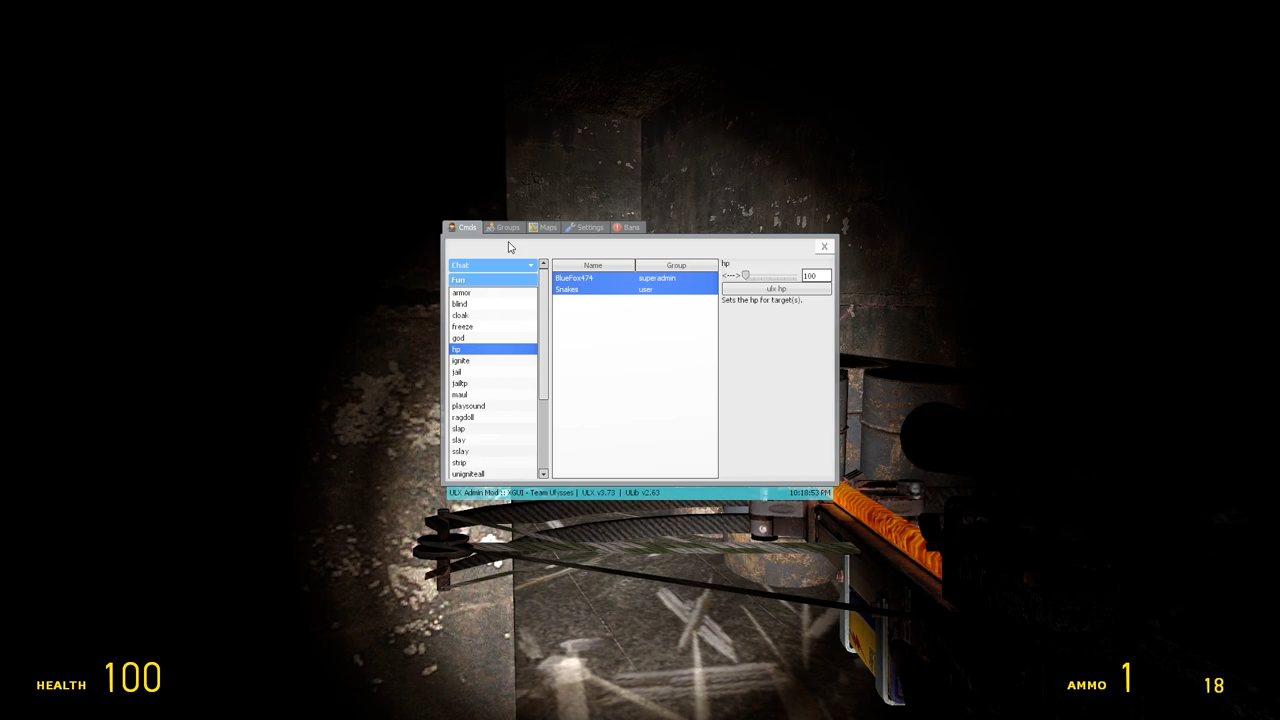 Cmds Groups Maps Settings Bans
X
Chat
Fun
armor
blind
cloak
freeze
god
hp
ignite
jail
jailtp
maul
playsound
ragdoll
slap
slay
sslay
strip
unigniteall
Name Group
BlueFox474 superadmin
Snakes user
hp
<---> 100
ulx hp
Sets the hp for target(s).
ULX Admin Mod :: XGUI - Team Ulysses | ULX v3.73 | ULib v2.63 10:18:53 PM
HEALTH 100
AMMO 1 18